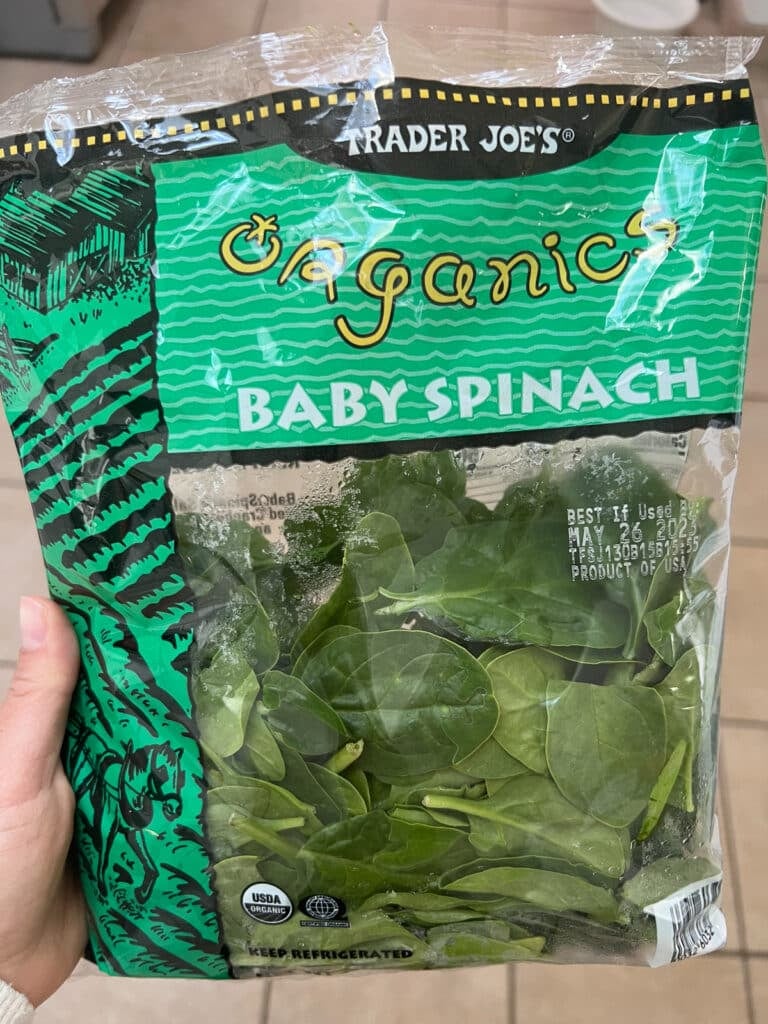 TRADER JOE'S®
Organics
BABY SPINACH
BEST If Used By
MAY 26 2023
PRODUCT OF USA
USDA
ORGANIC
KEEP REFRIGERATED